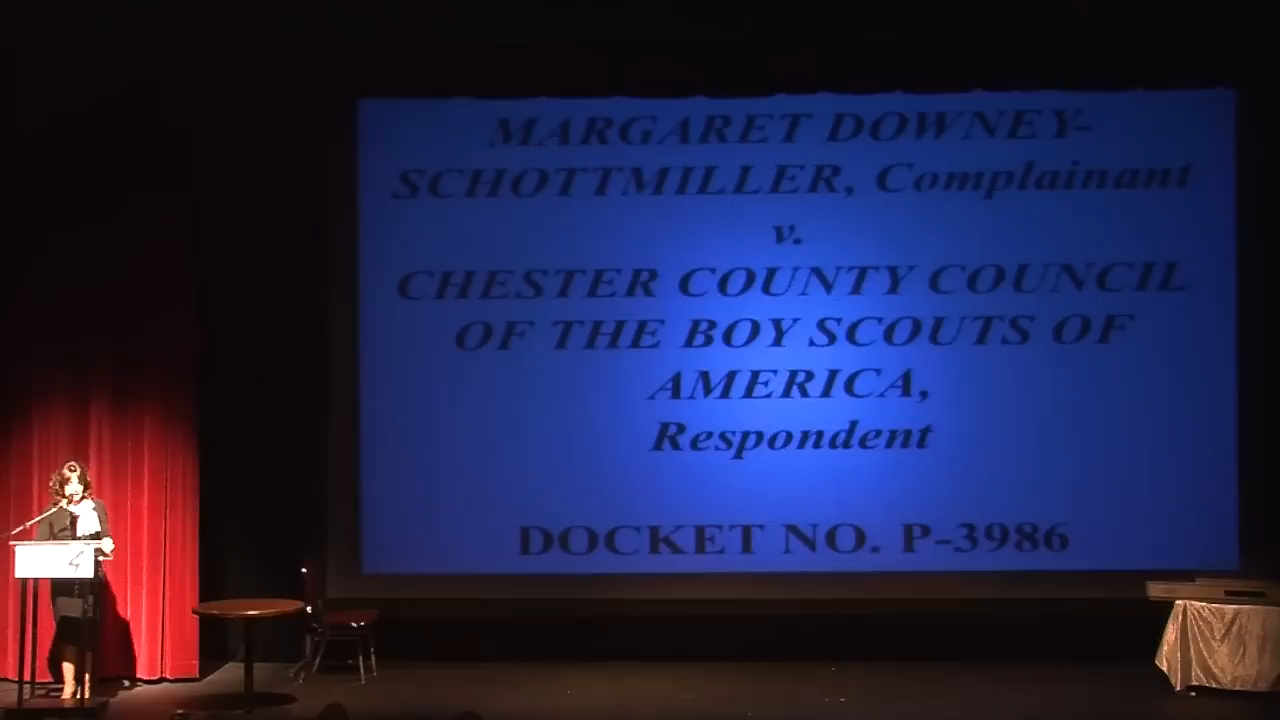 MARGARET DOWNEY-
SCHOTTMILLER, Complainant
v.
CHESTER COUNTY COUNCIL
OF THE BOY SCOUTS OF
AMERICA,
Respondent
DOCKET NO. P-3986